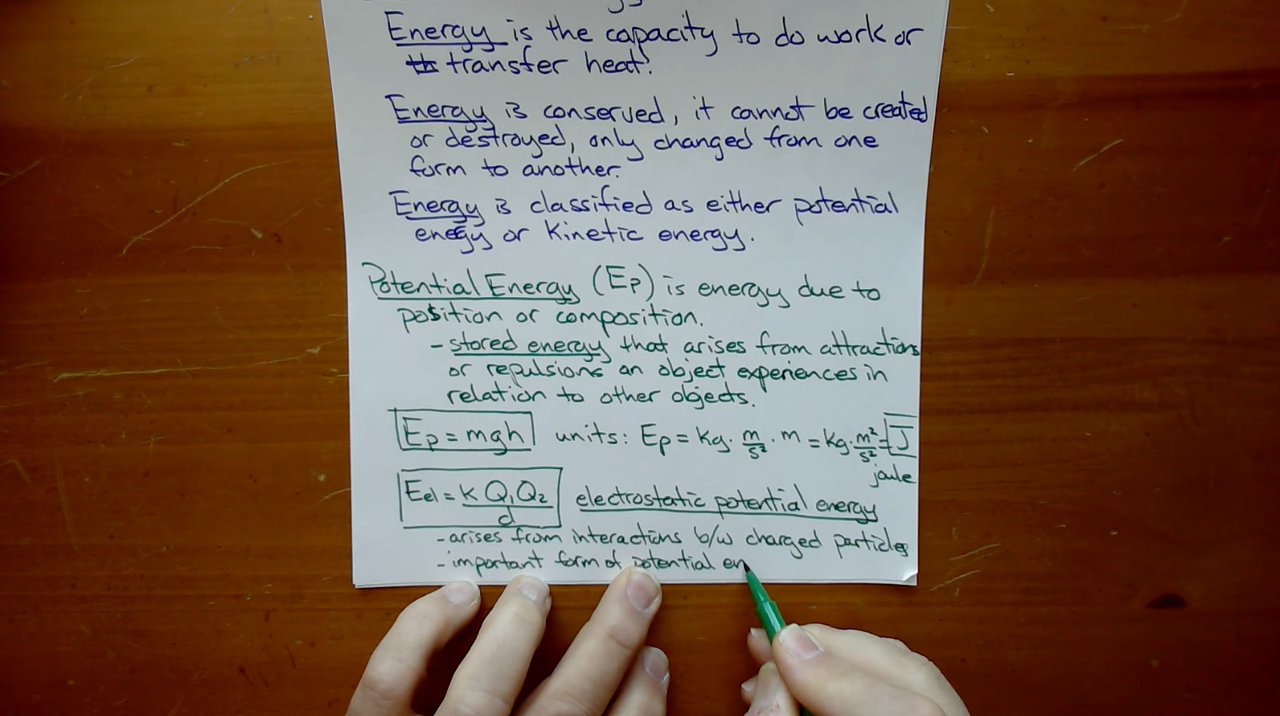 Energy is the capacity to do work or
th transfer heat.
Energy is conserved, it cannot be created
or destroyed, only changed from one
form to another.
Energy is classified as either potential
energy or kinetic energy.
Potential Energy (Ep) is energy due to
position or composition.
- stored energy that arises from attractions
or repulsions an object experiences in
relation to other objects.
Ep = mgh units: Ep = kg · m/s² · m = kg · m²/s² = J
joule
Eel = k Q₁Q₂/d electrostatic potential energy
- arises from interactions b/w charged particles
- important form of potential en